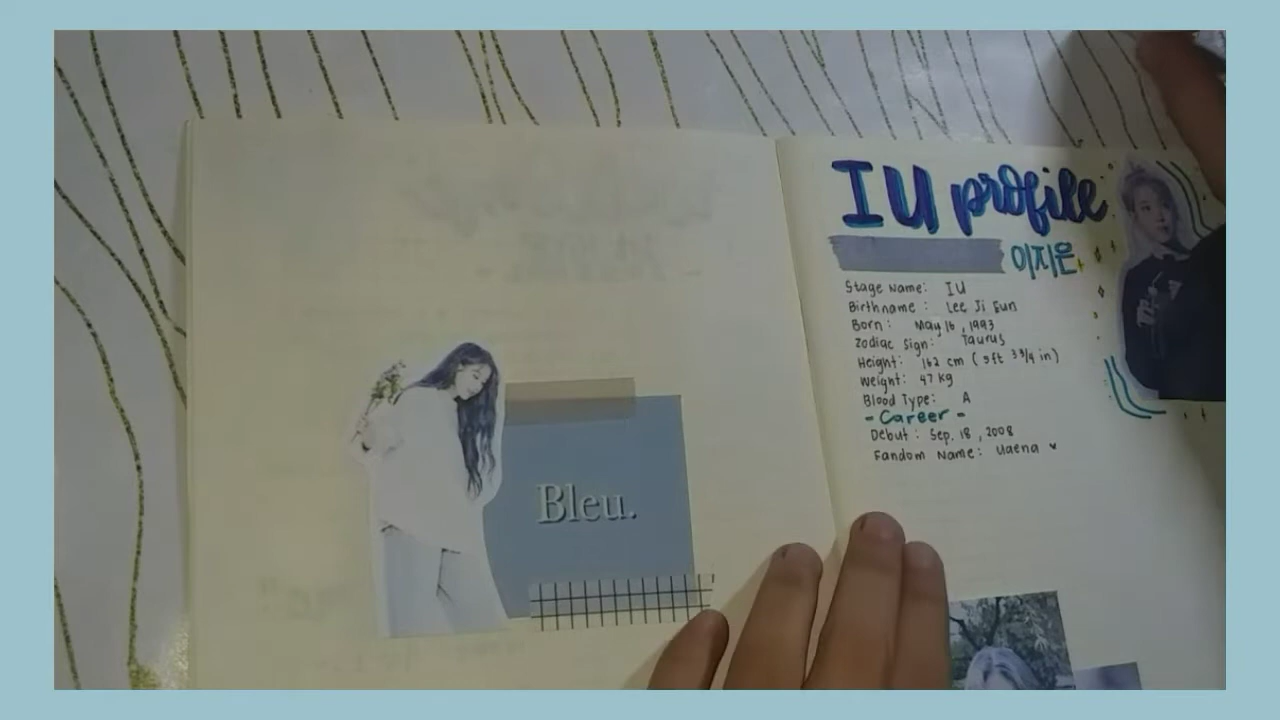 Bleu.
IU profile
이지은
Stage Name: IU
Birthname: Lee Ji Eun
Born: May 16, 1993
Zodiac Sign: Taurus
Height: 162 cm (5ft 3 3/4 in)
Weight: 47 kg
Blood Type: A
- Career -
Debut: Sep. 18, 2008
Fandom Name: Uaena ♥